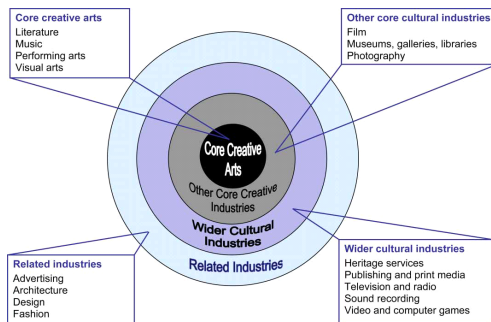 Core creative arts
Literature
Music
Performing arts
Visual arts
Other core cultural industries
Film
Museums, galleries, libraries
Photography
Core Creative
Arts
Other Core Creative
Industries
Wider Cultural
Industries
Related Industries
Related industries
Advertising
Architecture
Design
Fashion
Wider cultural industries
Heritage services
Publishing and print media
Television and radio
Sound recording
Video and computer games